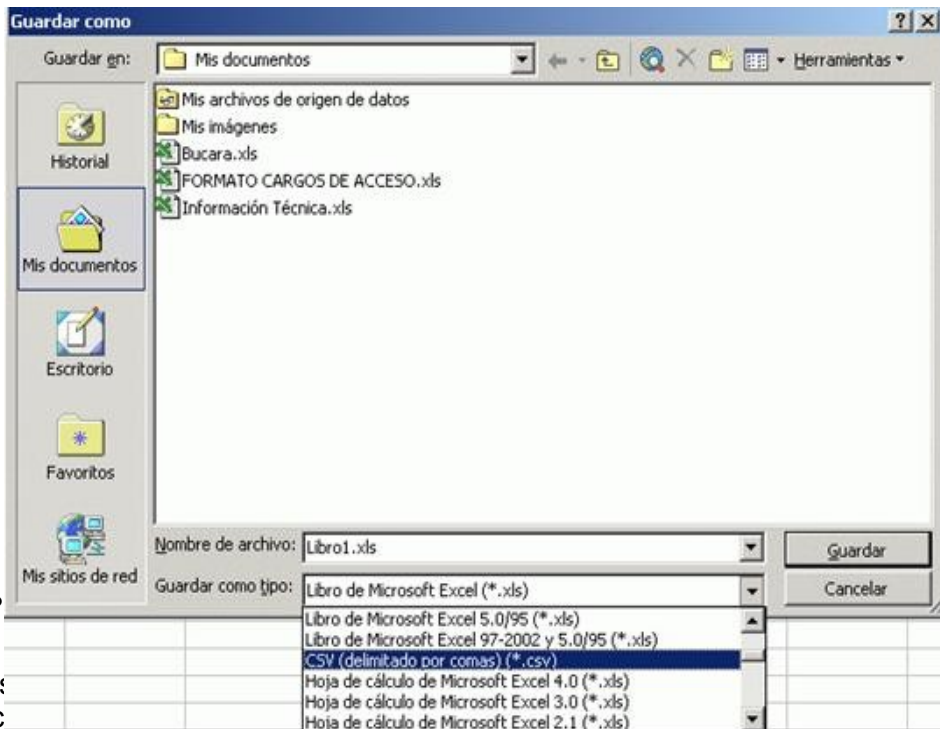 Guardar como
Guardar en:
Mis documentos
Herramientas
Mis archivos de origen de datos
Mis imágenes
Bucara.xls
FORMATO CARGOS DE ACCESO.xls
Información Técnica.xls
Historial
Mis documentos
Escritorio
Favoritos
Mis sitios de red
Nombre de archivo:
Libro1.xls
Guardar
Guardar como tipo:
Libro de Microsoft Excel (*.xls)
Cancelar
Libro de Microsoft Excel 5.0/95 (*.xls)
Libro de Microsoft Excel 97-2002 y 5.0/95 (*.xls)
CSV (delimitado por comas) (*.csv)
Hoja de cálculo de Microsoft Excel 4.0 (*.xls)
Hoja de cálculo de Microsoft Excel 3.0 (*.xls)
Hoja de cálculo de Microsoft Excel 2.1 (*.xls)